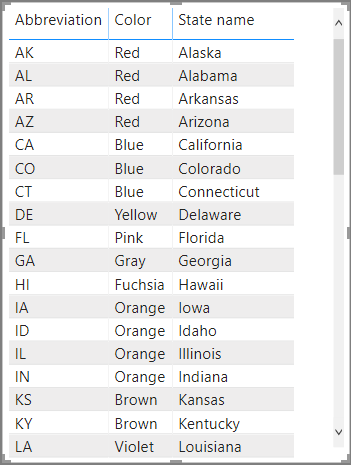 Abbreviation Color State name
AK Red Alaska
AL Red Alabama
AR Red Arkansas
AZ Red Arizona
CA Blue California
CO Blue Colorado
CT Blue Connecticut
DE Yellow Delaware
FL Pink Florida
GA Gray Georgia
HI Fuchsia Hawaii
IA Orange Iowa
ID Orange Idaho
IL Orange Illinois
IN Orange Indiana
KS Brown Kansas
KY Brown Kentucky
LA Violet Louisiana